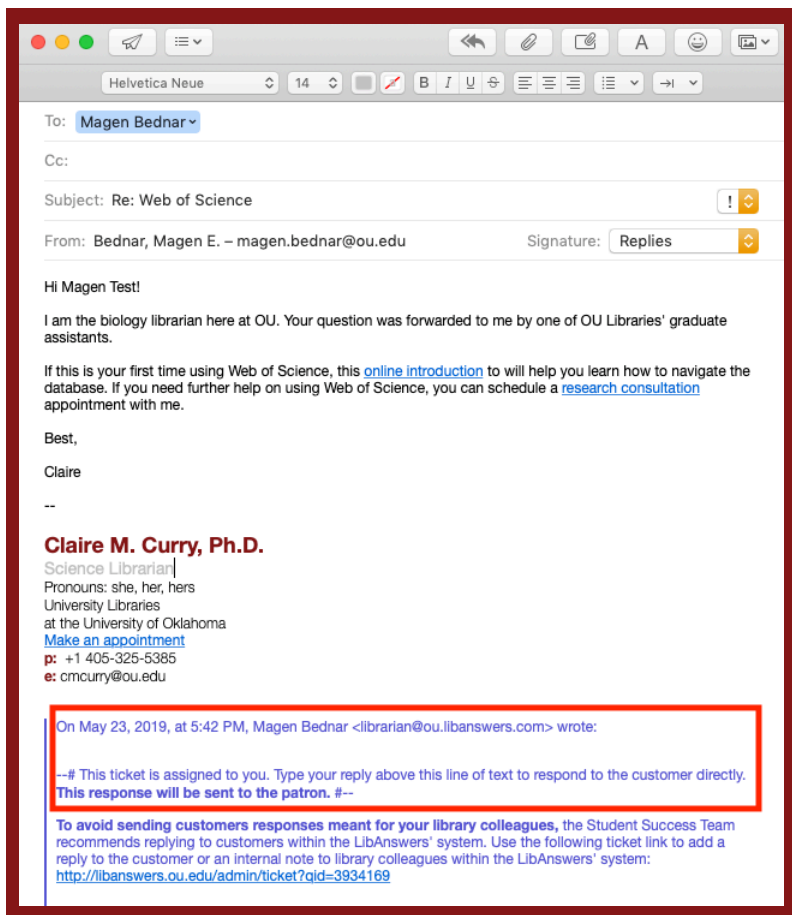 Helvetica Neue 14 B I U S
To: Magen Bednar
Cc:
Subject: Re: Web of Science !
From: Bednar, Magen E. – magen.bednar@ou.edu Signature: Replies
Hi Magen Test!
I am the biology librarian here at OU. Your question was forwarded to me by one of OU Libraries' graduate
assistants.
If this is your first time using Web of Science, this online introduction to will help you learn how to navigate the
database. If you need further help on using Web of Science, you can schedule a research consultation
appointment with me.
Best,
Claire
--
Claire M. Curry, Ph.D.
Science Librarian
Pronouns: she, her, hers
University Libraries
at the University of Oklahoma
Make an appointment
p: +1 405-325-5385
e: cmcurry@ou.edu
On May 23, 2019, at 5:42 PM, Magen Bednar <librarian@ou.libanswers.com> wrote:
--# This ticket is assigned to you. Type your reply above this line of text to respond to the customer directly.
This response will be sent to the patron. #--
To avoid sending customers responses meant for your library colleagues, the Student Success Team
recommends replying to customers within the LibAnswers' system. Use the following ticket link to add a
reply to the customer or an internal note to library colleagues within the LibAnswers' system:
http://libanswers.ou.edu/admin/ticket?qid=3934169